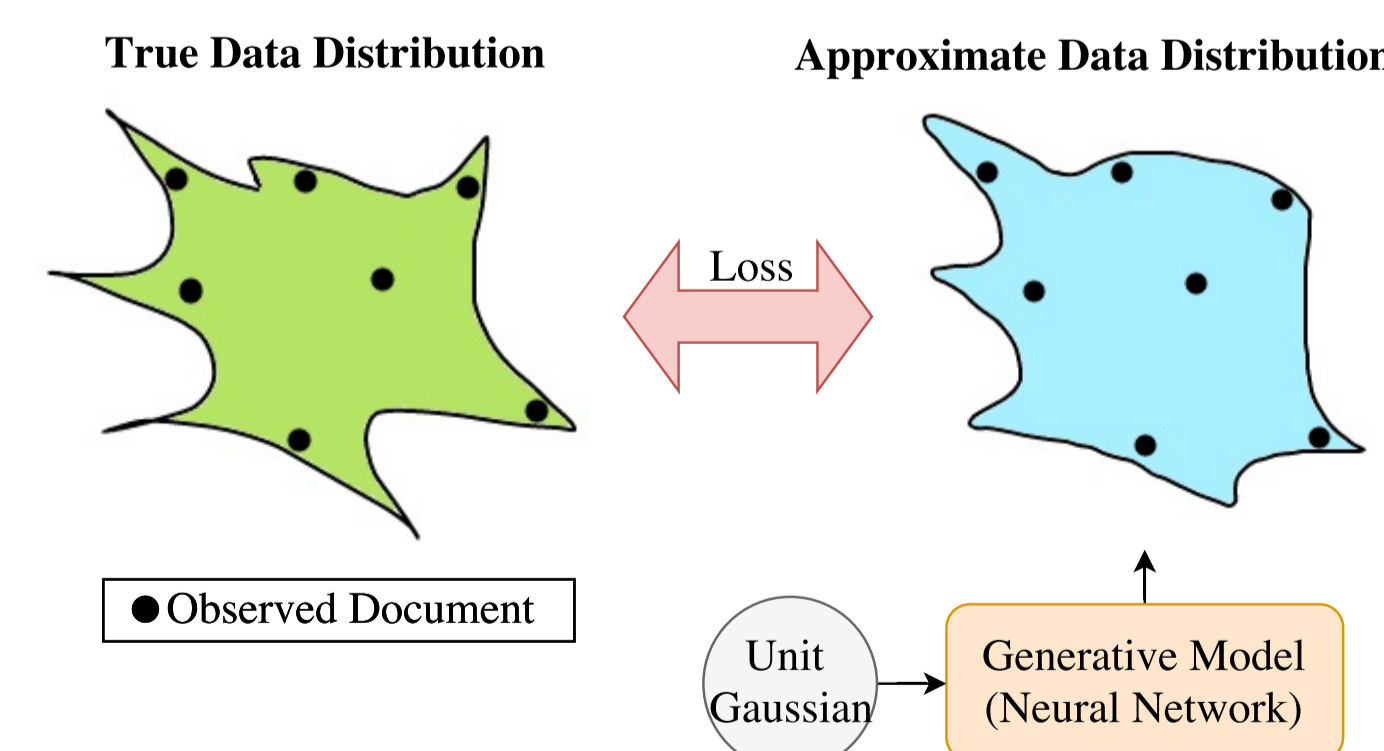 True Data Distribution
Approximate Data Distribution
Loss
Observed Document
Unit
Gaussian
Generative Model
(Neural Network)